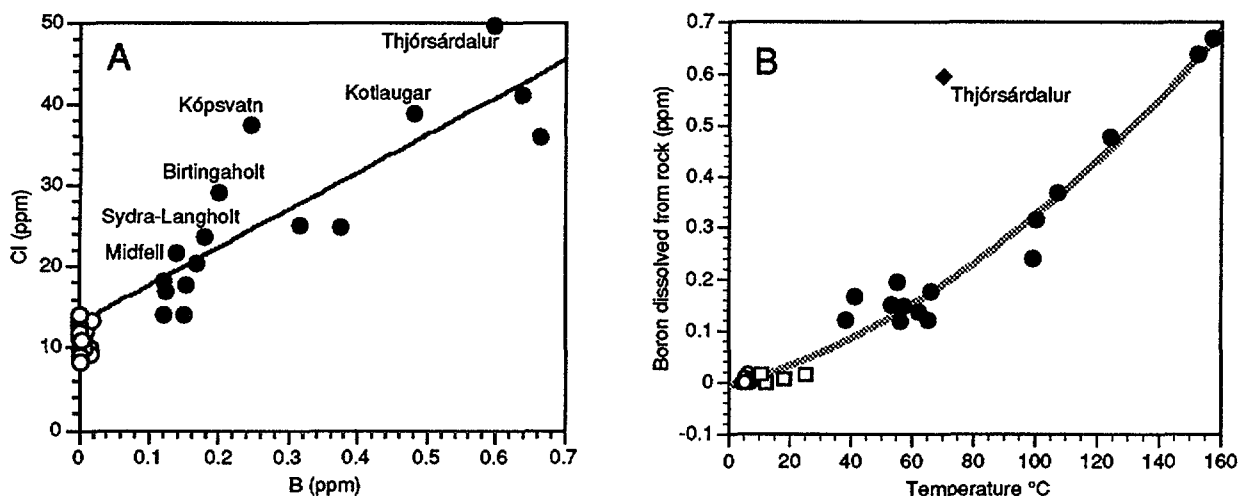 A
50
40
30
20
10
0
Cl (ppm)
Thjórsárdalur
Kópsvatn
Kotlaugar
Birtingaholt
Sydra-Langholt
Midfell
0 0.1 0.2 0.3 0.4 0.5 0.6 0.7
B (ppm)
B
0.7
0.6
0.5
0.4
0.3
0.2
0.1
0
-0.1
Boron dissolved from rock (ppm)
Thjórsárdalur
0 20 40 60 80 100 120 140 160
Temperature °C